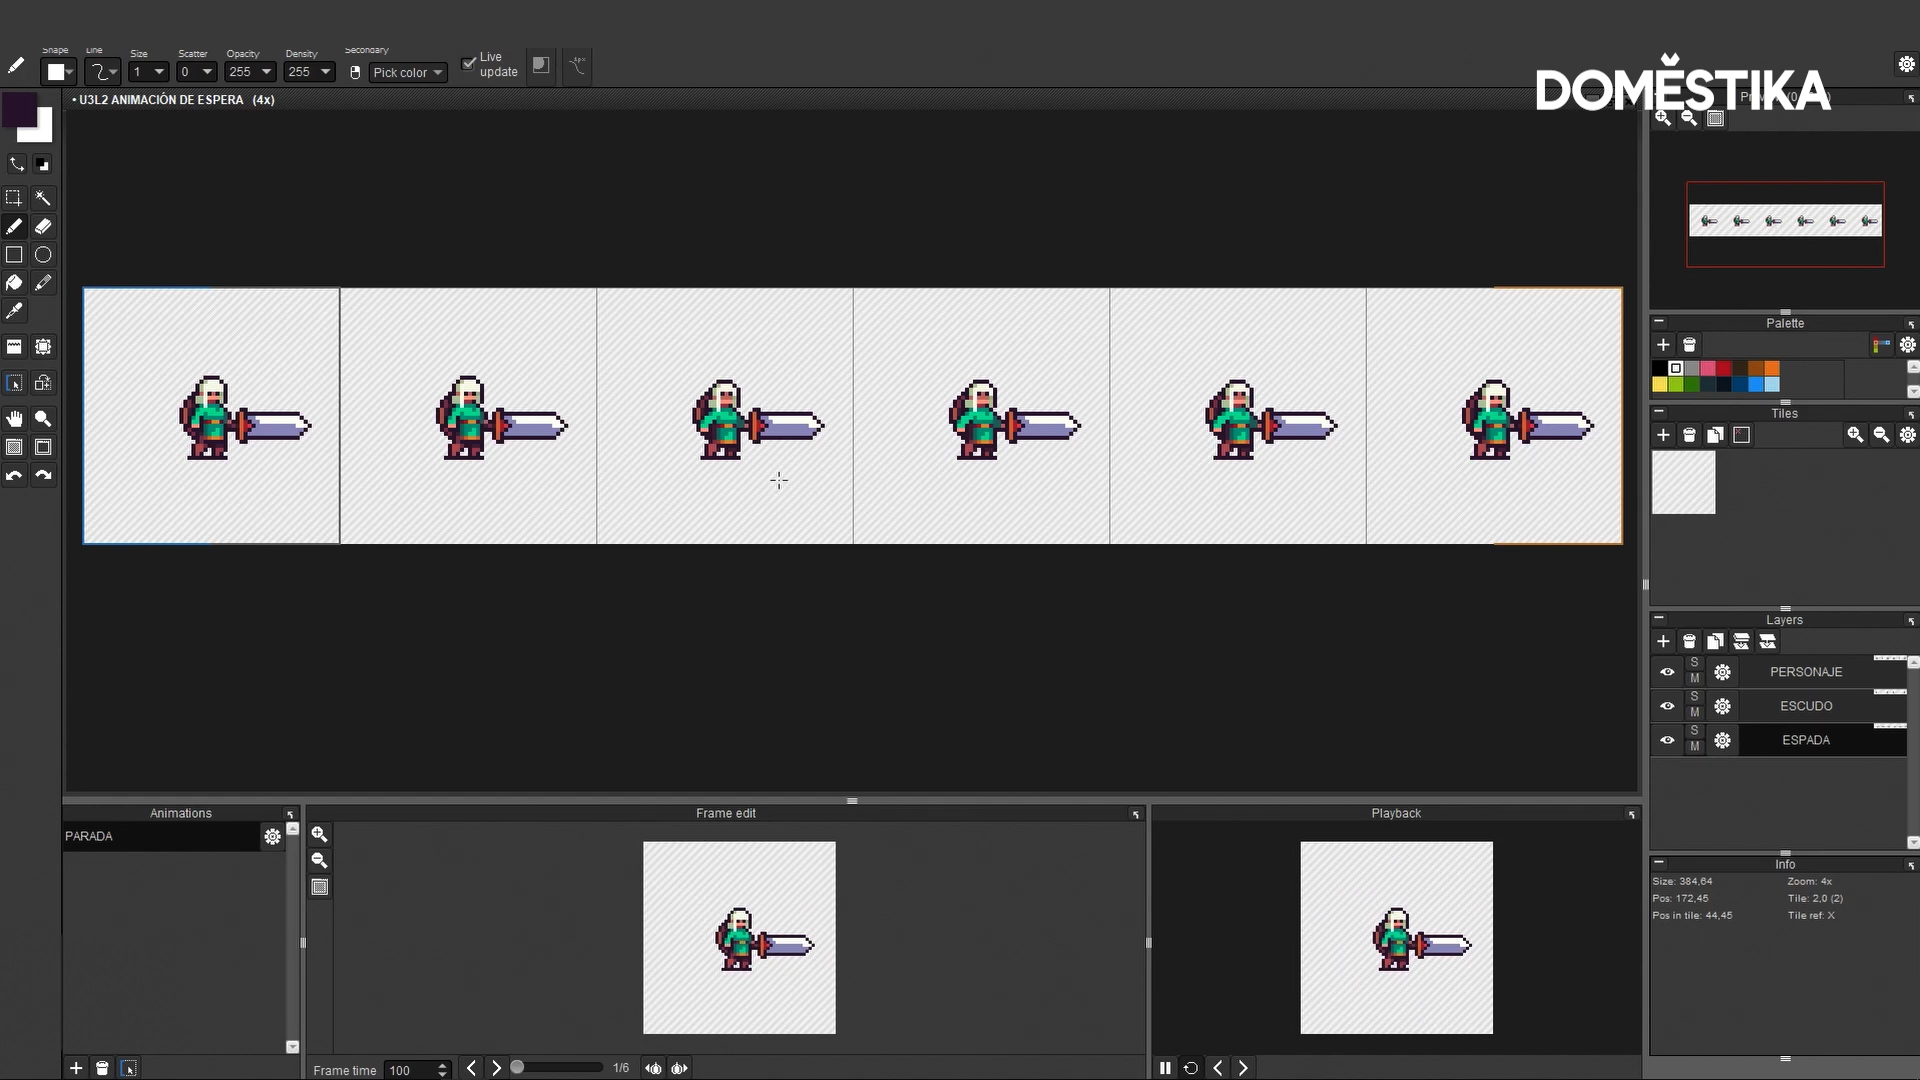 Shape Line Size Scatter Opacity Density Secondary
1 0 255 255 Pick color Live update
DOMESTIKA
• U3L2 ANIMACIÓN DE ESPERA (4x)
Palette
Tiles
Layers
S
M
PERSONAJE
S
M
ESCUDO
S
M
ESPADA
Animations
Frame edit
Playback
PARADA
Info
Size: 384,64 Zoom: 4x
Pos: 172,45 Tile: 2,0 (2)
Pos in tile: 44,45 Tile ref: X
Frame time 100 1/6